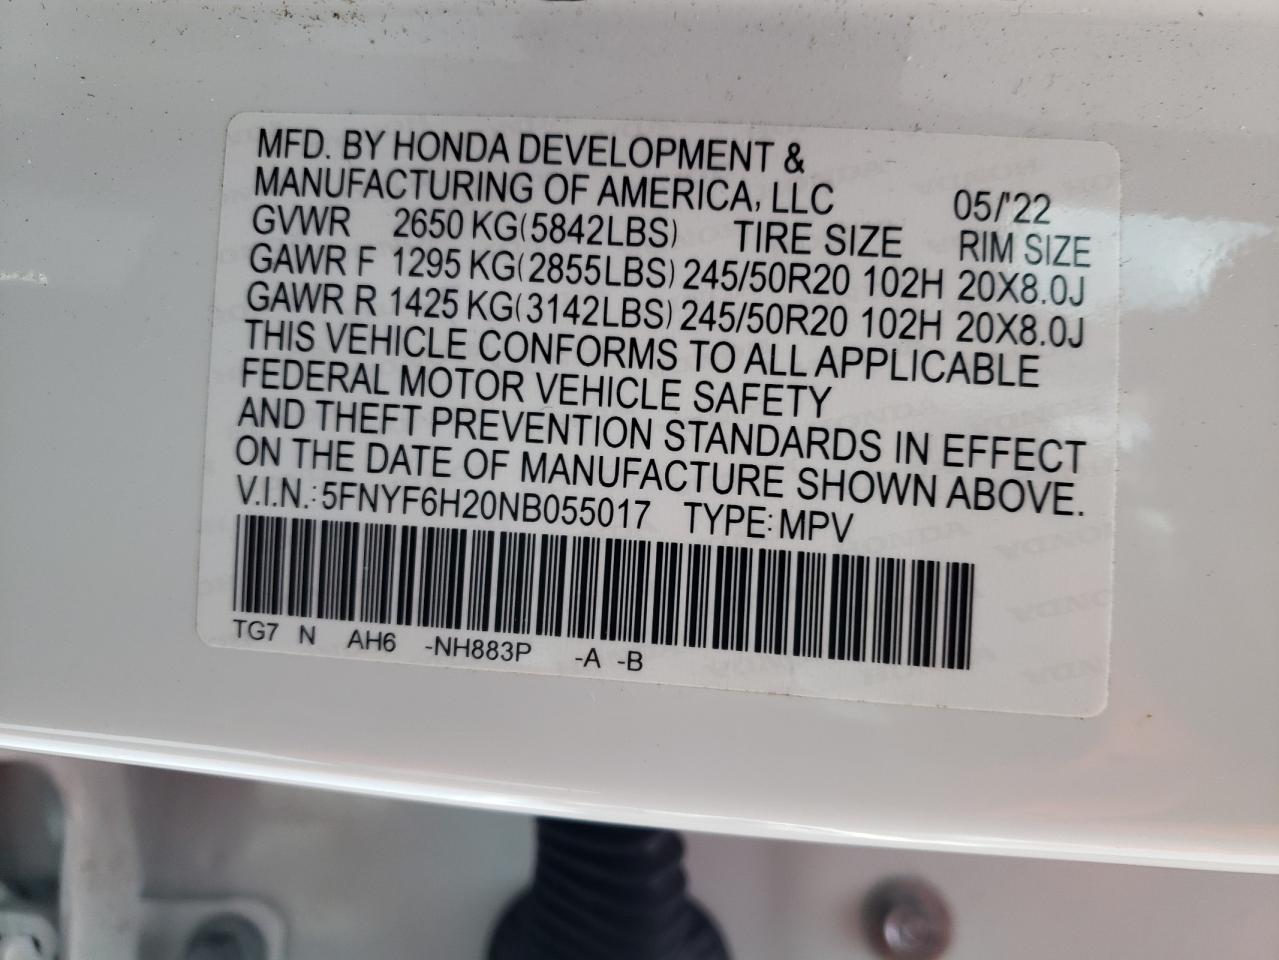 MFD. BY HONDA DEVELOPMENT &
MANUFACTURING OF AMERICA, LLC 05/'22
GVWR 2650 KG(5842LBS) TIRE SIZE RIM SIZE
GAWR F 1295 KG(2855LBS) 245/50R20 102H 20X8.0J
GAWR R 1425 KG(3142LBS) 245/50R20 102H 20X8.0J
THIS VEHICLE CONFORMS TO ALL APPLICABLE
FEDERAL MOTOR VEHICLE SAFETY
AND THEFT PREVENTION STANDARDS IN EFFECT
ON THE DATE OF MANUFACTURE SHOWN ABOVE.
V.I.N.: 5FNYF6H20NB055017 TYPE: MPV
TG7 N AH6 -NH883P -A -B